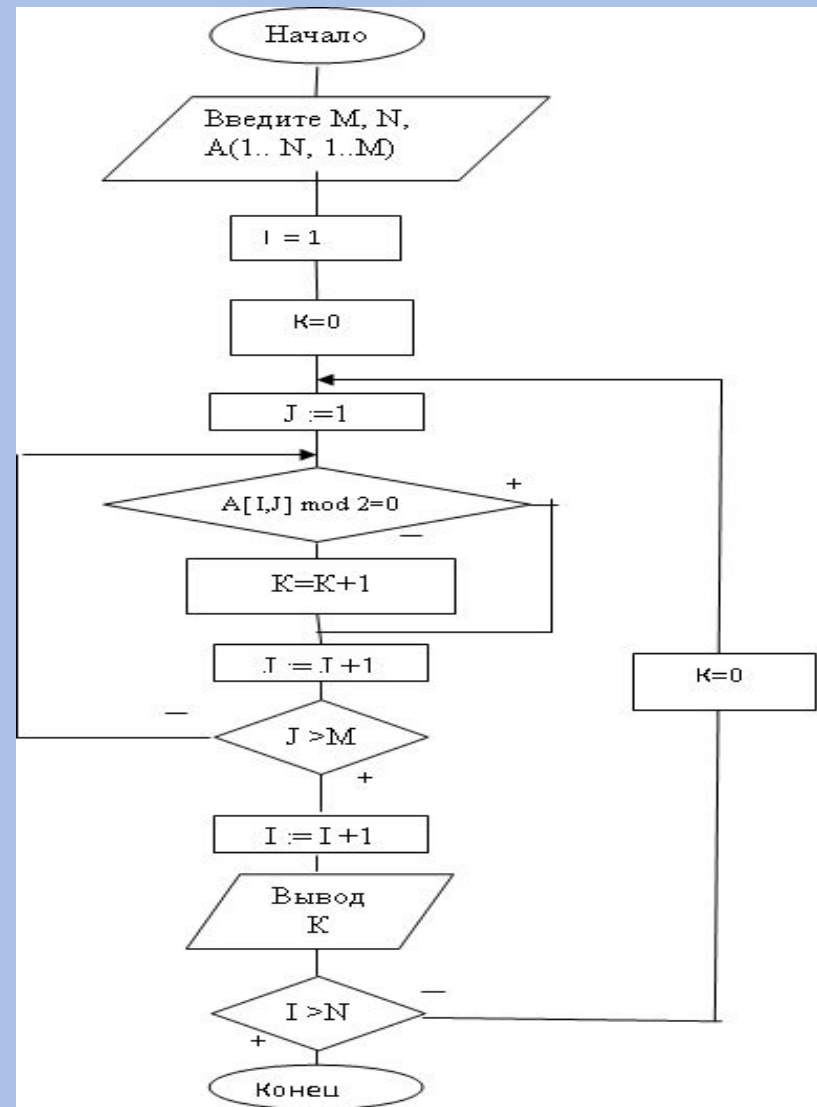 Начало
Введите M, N,
A(1.. N, 1..M)
I = 1
K=0
J :=1
+
A[I,J] mod 2=0
—
K=K+1
J := J +1
K=0
—
J >M
+
I := I +1
Вывод
K
—
I >N
+
Конец